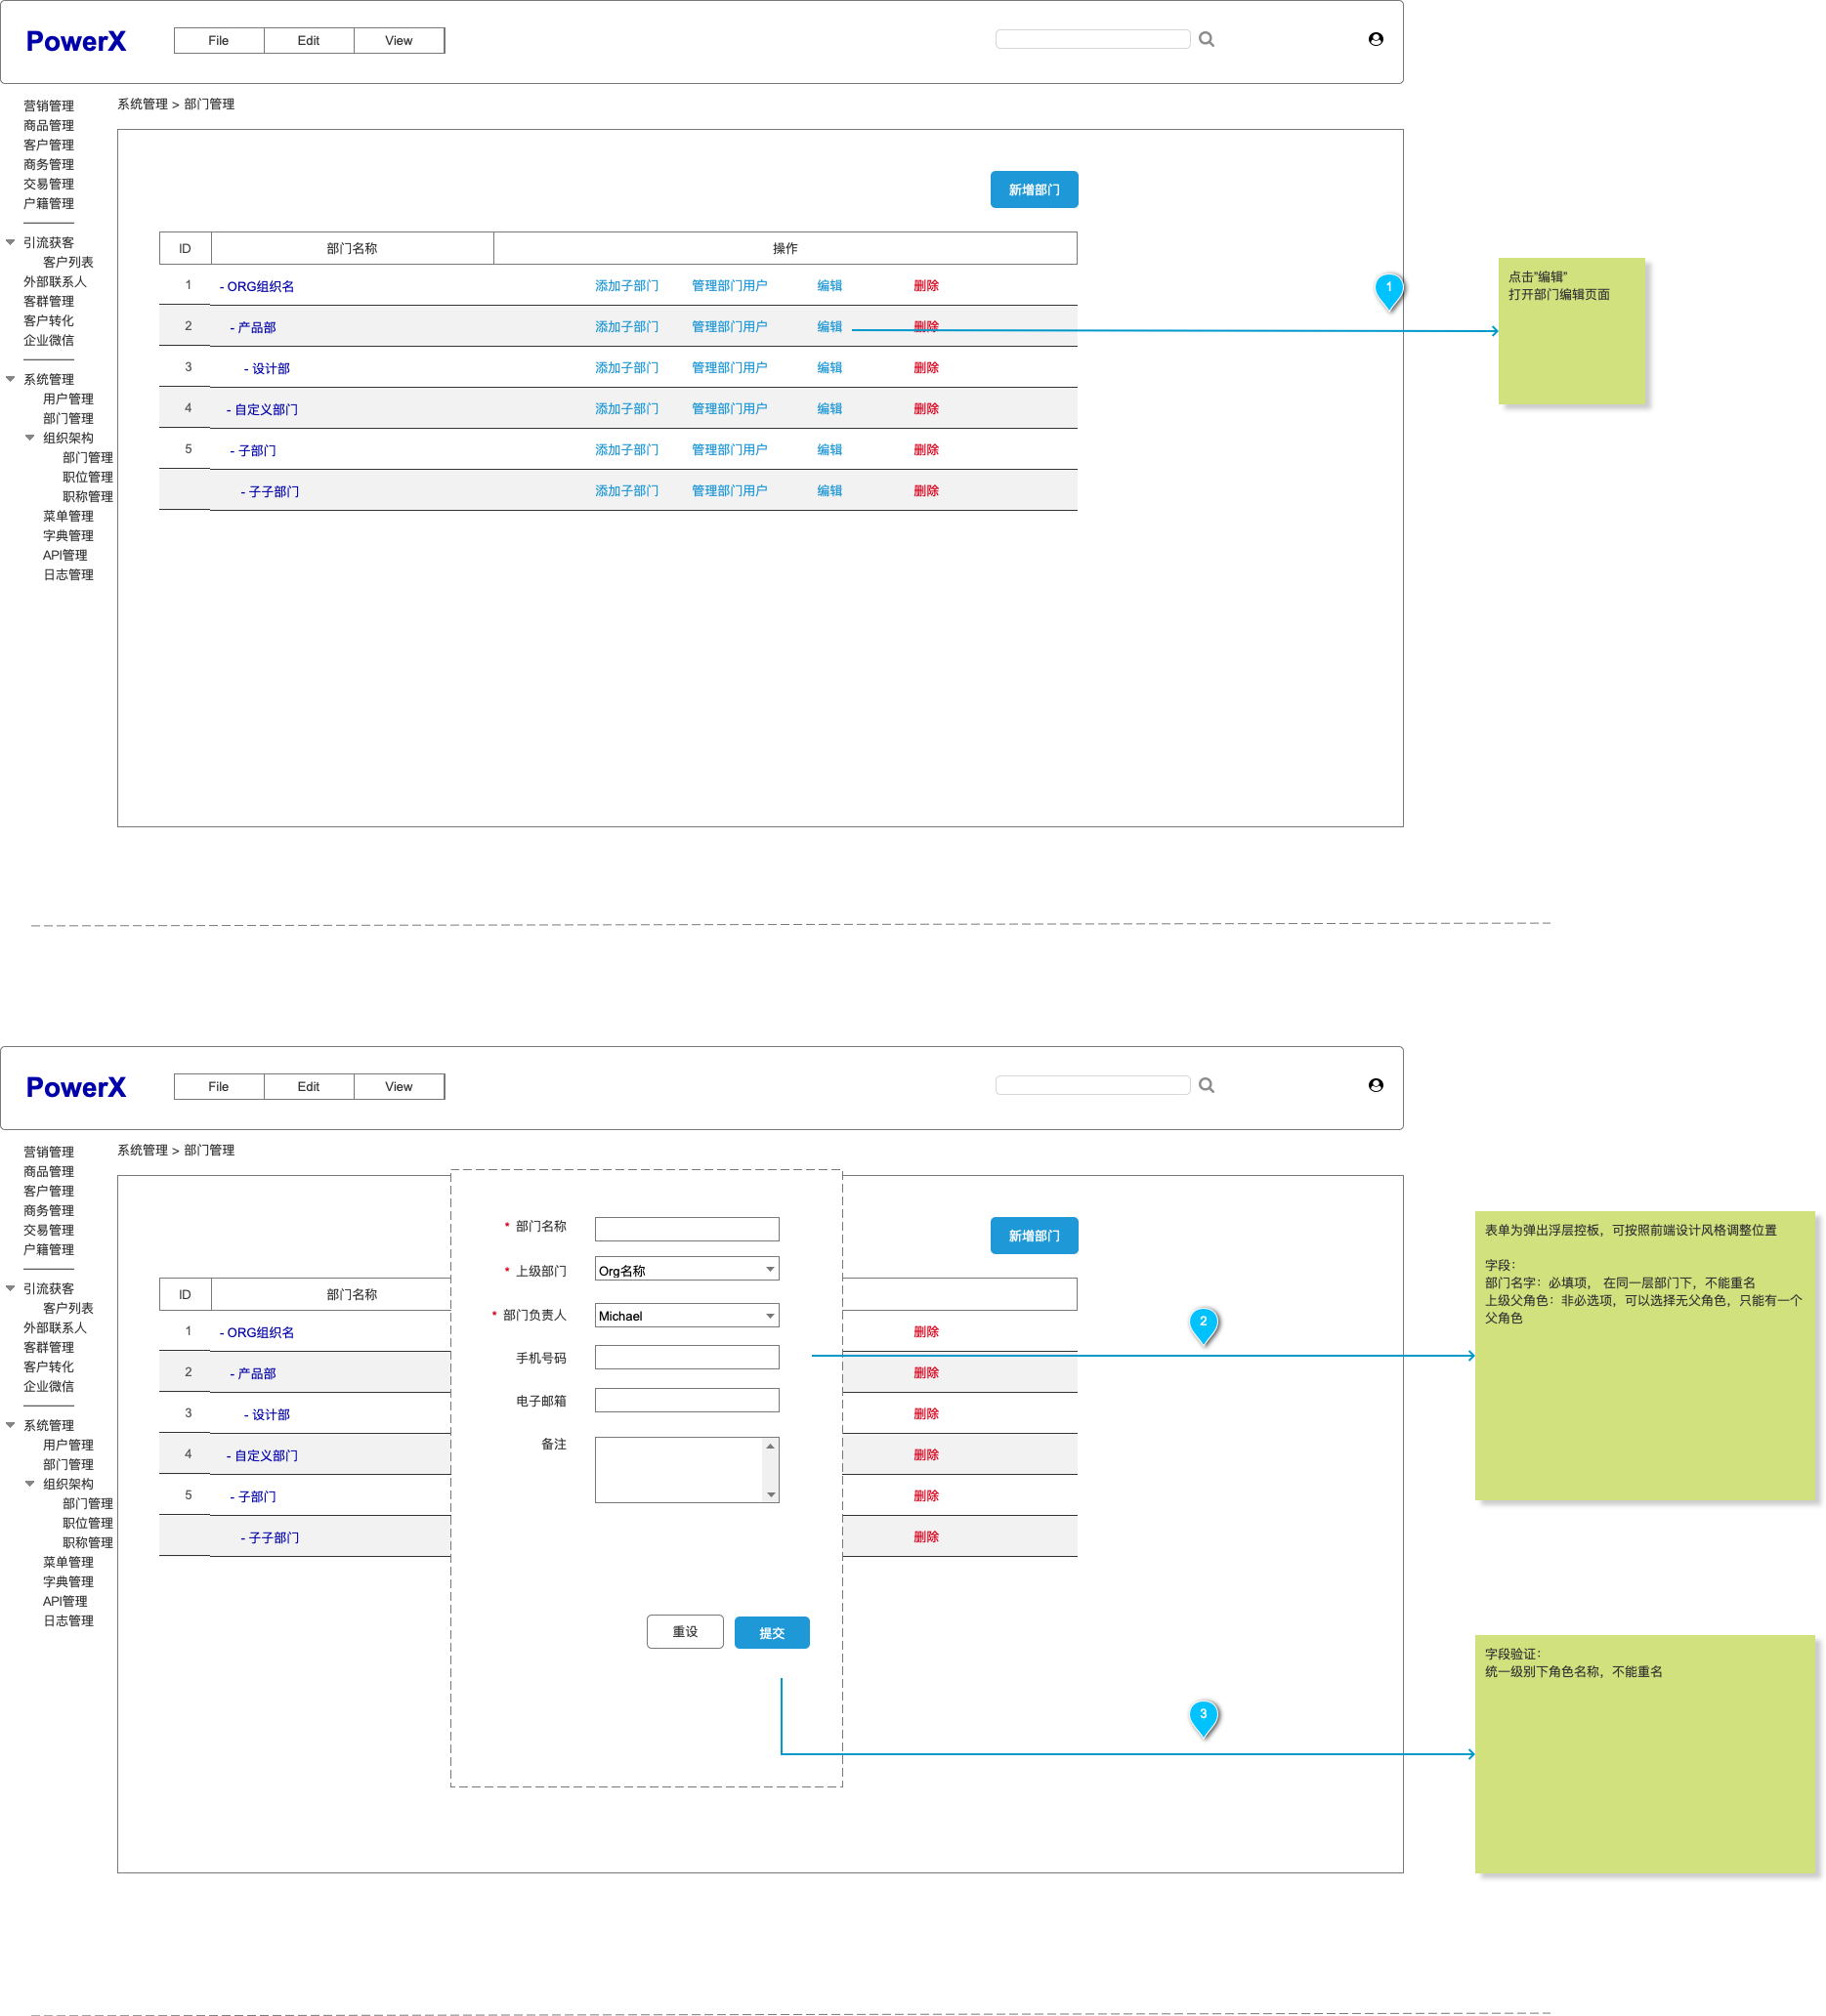 PowerX
File Edit View
系统管理 > 部门管理
营销管理
商品管理
客户管理
商务管理
交易管理
户籍管理
引流获客
客户列表
外部联系人
客群管理
客户转化
企业微信
系统管理
用户管理
部门管理
组织架构
部门管理
职位管理
职称管理
菜单管理
字典管理
API管理
日志管理
新增部门
ID 部门名称 操作
1 - ORG组织名 添加子部门 管理部门用户 编辑 删除
2 - 产品部 添加子部门 管理部门用户 编辑 删除
3 - 设计部 添加子部门 管理部门用户 编辑 删除
4 - 自定义部门 添加子部门 管理部门用户 编辑 删除
5 - 子部门 添加子部门 管理部门用户 编辑 删除
- 子子部门 添加子部门 管理部门用户 编辑 删除
1
点击"编辑"
打开部门编辑页面
PowerX
File Edit View
系统管理 > 部门管理
营销管理
商品管理
客户管理
商务管理
交易管理
户籍管理
引流获客
客户列表
外部联系人
客群管理
客户转化
企业微信
系统管理
用户管理
部门管理
组织架构
部门管理
职位管理
职称管理
菜单管理
字典管理
API管理
日志管理
新增部门
ID 部门名称
1 - ORG组织名 删除
2 - 产品部 删除
3 - 设计部 删除
4 - 自定义部门 删除
5 - 子部门 删除
- 子子部门 删除
* 部门名称
* 上级部门 Org名称
* 部门负责人 Michael
手机号码
电子邮箱
备注
重设 提交
2
表单为弹出浮层控板，可按照前端设计风格调整位置
字段：
部门名字：必填项， 在同一层部门下，不能重名
上级父角色：非必选项，可以选择无父角色，只能有一个
父角色
3
字段验证：
统一级别下角色名称，不能重名